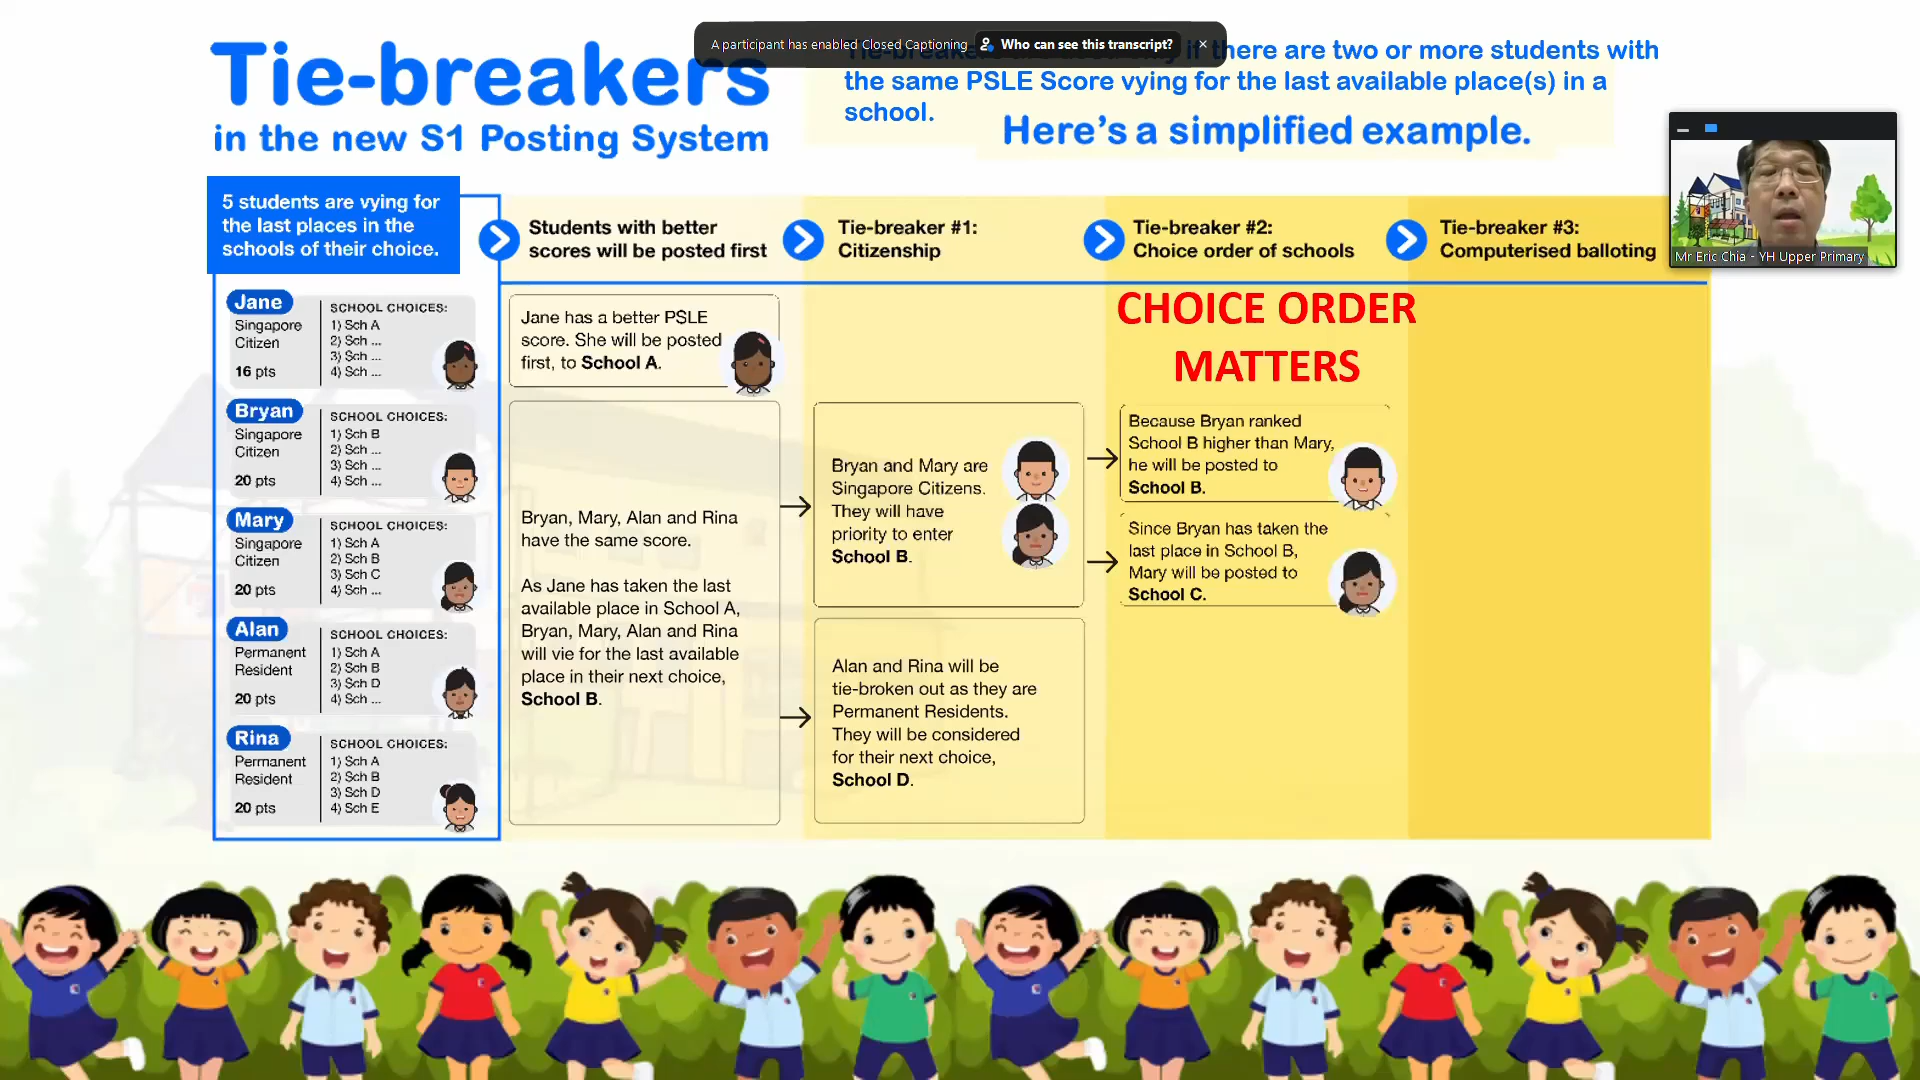 A participant has enabled Closed Captioning
Who can see this transcript?
Tie-breakers
in the new S1 Posting System
if there are two or more students with
the same PSLE Score vying for the last available place(s) in a
school.
Here's a simplified example.
Mr Eric Chia - YH Upper Primary
5 students are vying for
the last places in the
schools of their choice.
Students with better
scores will be posted first
Tie-breaker #1:
Citizenship
Tie-breaker #2:
Choice order of schools
Tie-breaker #3:
Computerised balloting
Jane
Singapore
Citizen
16 pts
SCHOOL CHOICES:
1) Sch A
2) Sch ...
3) Sch ...
4) Sch ...
Bryan
Singapore
Citizen
20 pts
SCHOOL CHOICES:
1) Sch B
2) Sch ...
3) Sch ...
4) Sch ...
Mary
Singapore
Citizen
20 pts
SCHOOL CHOICES:
1) Sch A
2) Sch B
3) Sch C
4) Sch ...
Alan
Permanent
Resident
20 pts
SCHOOL CHOICES:
1) Sch A
2) Sch B
3) Sch D
4) Sch ...
Rina
Permanent
Resident
20 pts
SCHOOL CHOICES:
1) Sch A
2) Sch B
3) Sch D
4) Sch E
Jane has a better PSLE
score. She will be posted
first, to School A.
Bryan, Mary, Alan and Rina
have the same score.
As Jane has taken the last
available place in School A,
Bryan, Mary, Alan and Rina
will vie for the last available
place in their next choice,
School B.
Bryan and Mary are
Singapore Citizens.
They will have
priority to enter
School B.
Alan and Rina will be
tie-broken out as they are
Permanent Residents.
They will be considered
for their next choice,
School D.
CHOICE ORDER
MATTERS
Because Bryan ranked
School B higher than Mary,
he will be posted to
School B.
Since Bryan has taken the
last place in School B,
Mary will be posted to
School C.